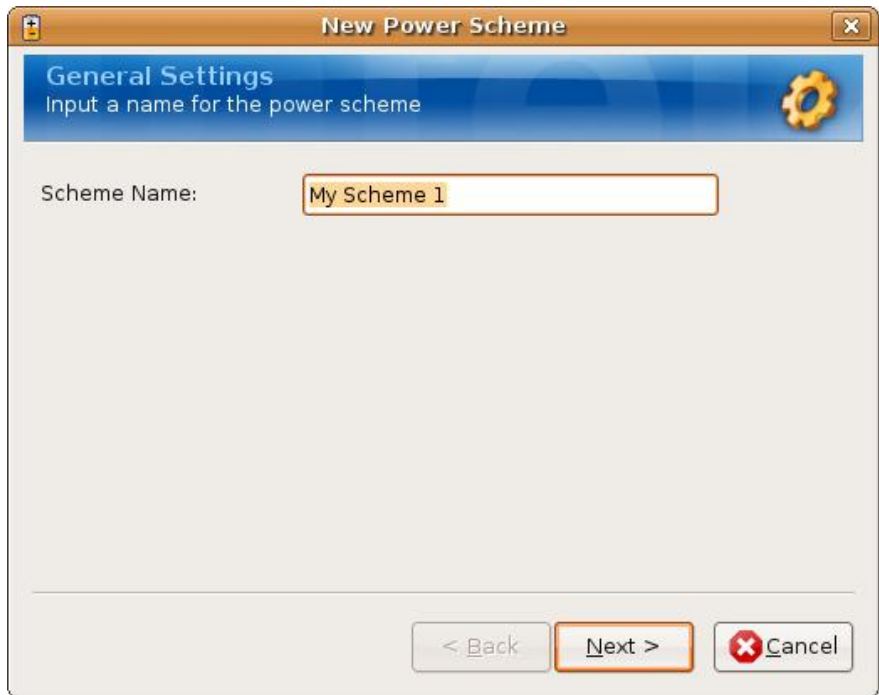 New Power Scheme
General Settings
Input a name for the power scheme
Scheme Name:
My Scheme 1
< Back
Next >
Cancel